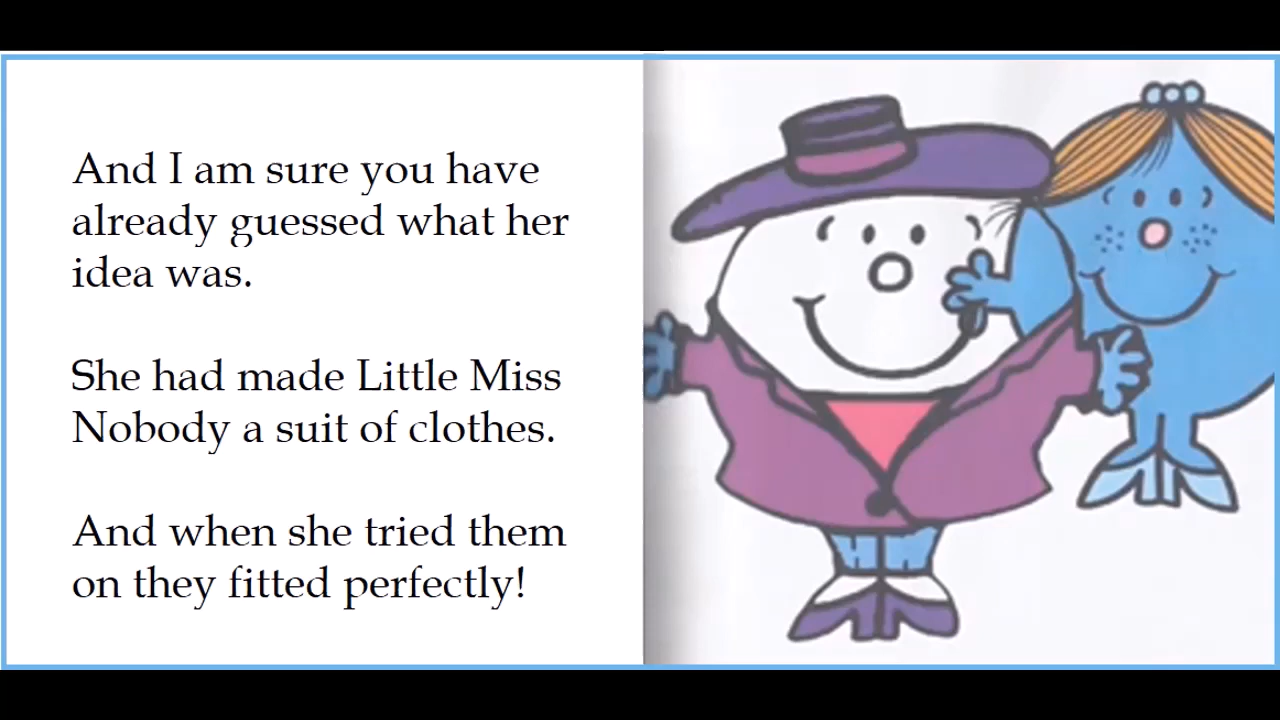 And I am sure you have
already guessed what her
idea was.
She had made Little Miss
Nobody a suit of clothes.
And when she tried them
on they fitted perfectly!